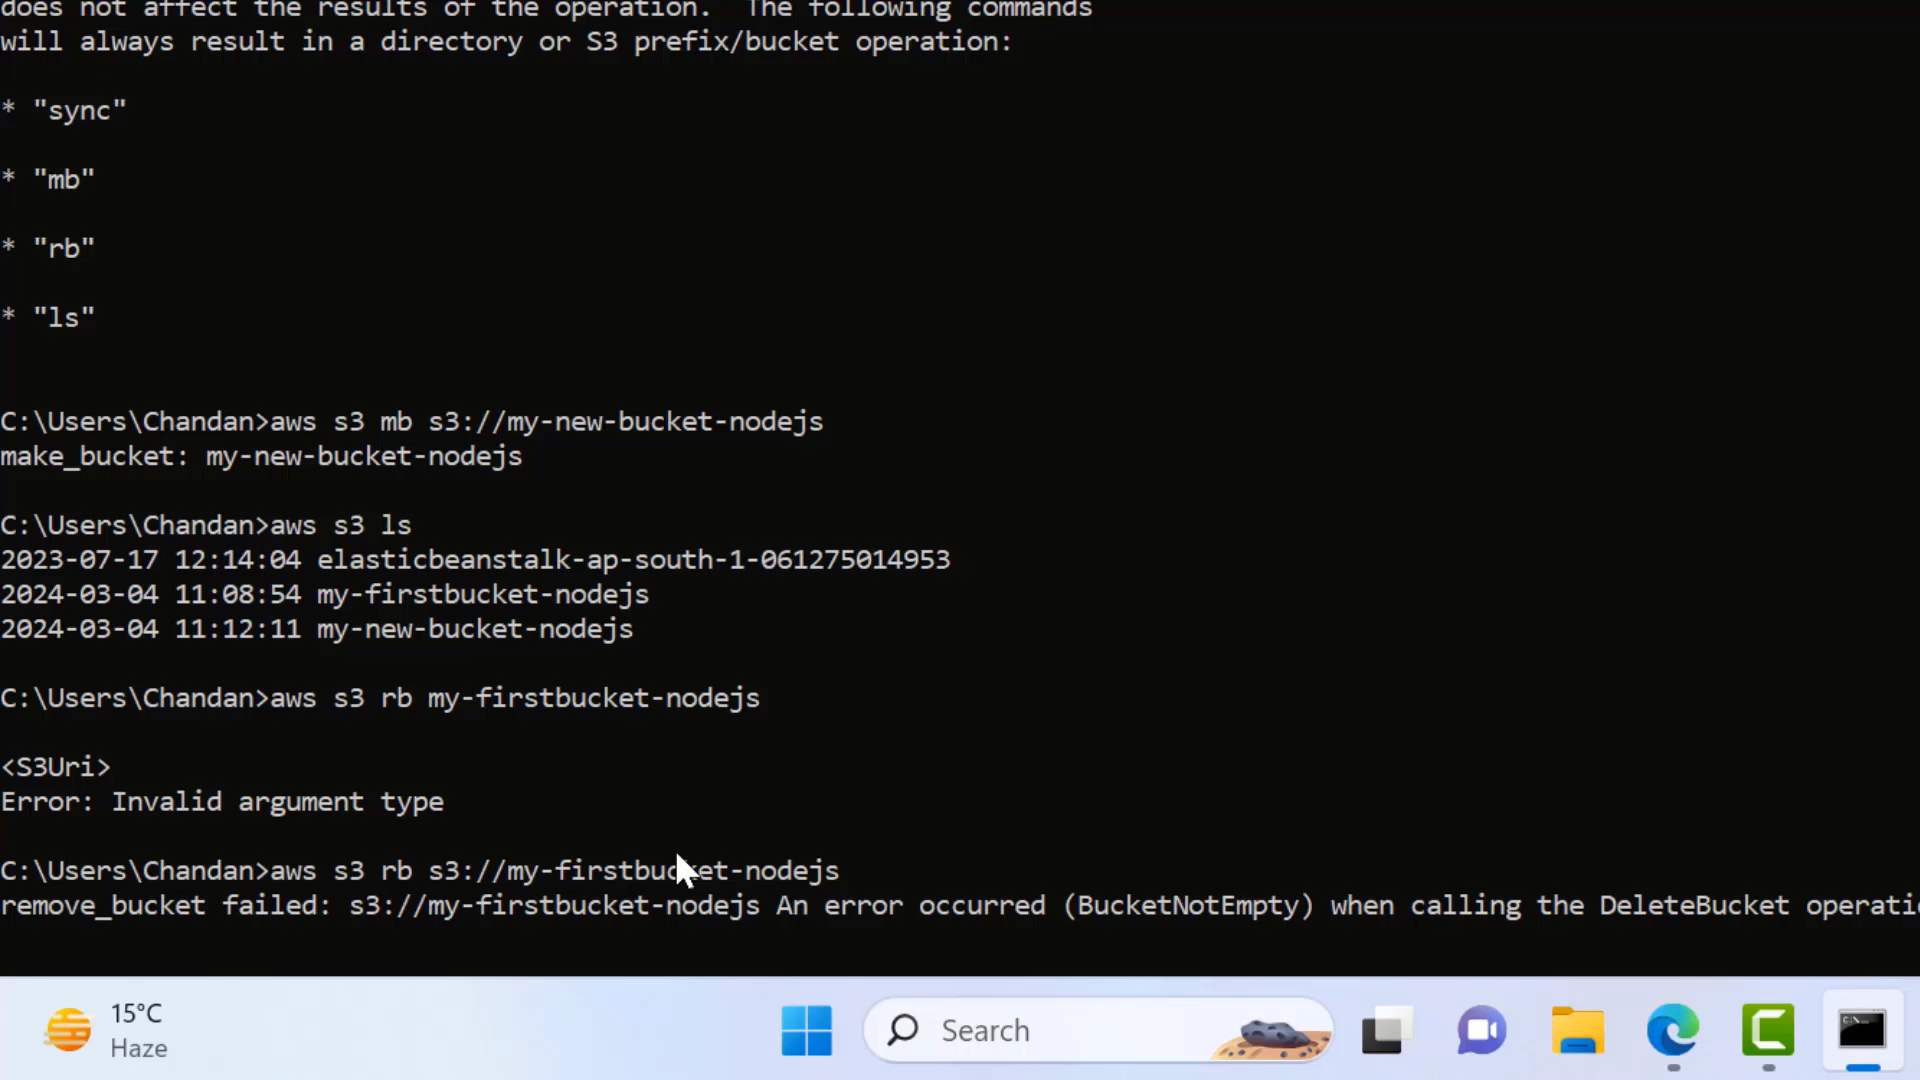 does not affect the results of the operation.  The following commands
will always result in a directory or S3 prefix/bucket operation:
* "sync"
* "mb"
* "rb"
* "ls"
C:\Users\Chandan>aws s3 mb s3://my-new-bucket-nodejs
make_bucket: my-new-bucket-nodejs
C:\Users\Chandan>aws s3 ls
2023-07-17 12:14:04 elasticbeanstalk-ap-south-1-061275014953
2024-03-04 11:08:54 my-firstbucket-nodejs
2024-03-04 11:12:11 my-new-bucket-nodejs
C:\Users\Chandan>aws s3 rb my-firstbucket-nodejs
<S3Uri>
Error: Invalid argument type
C:\Users\Chandan>aws s3 rb s3://my-firstbucket-nodejs
remove_bucket failed: s3://my-firstbucket-nodejs An error occurred (BucketNotEmpty) when calling the DeleteBucket operati
15°C
Haze
Search